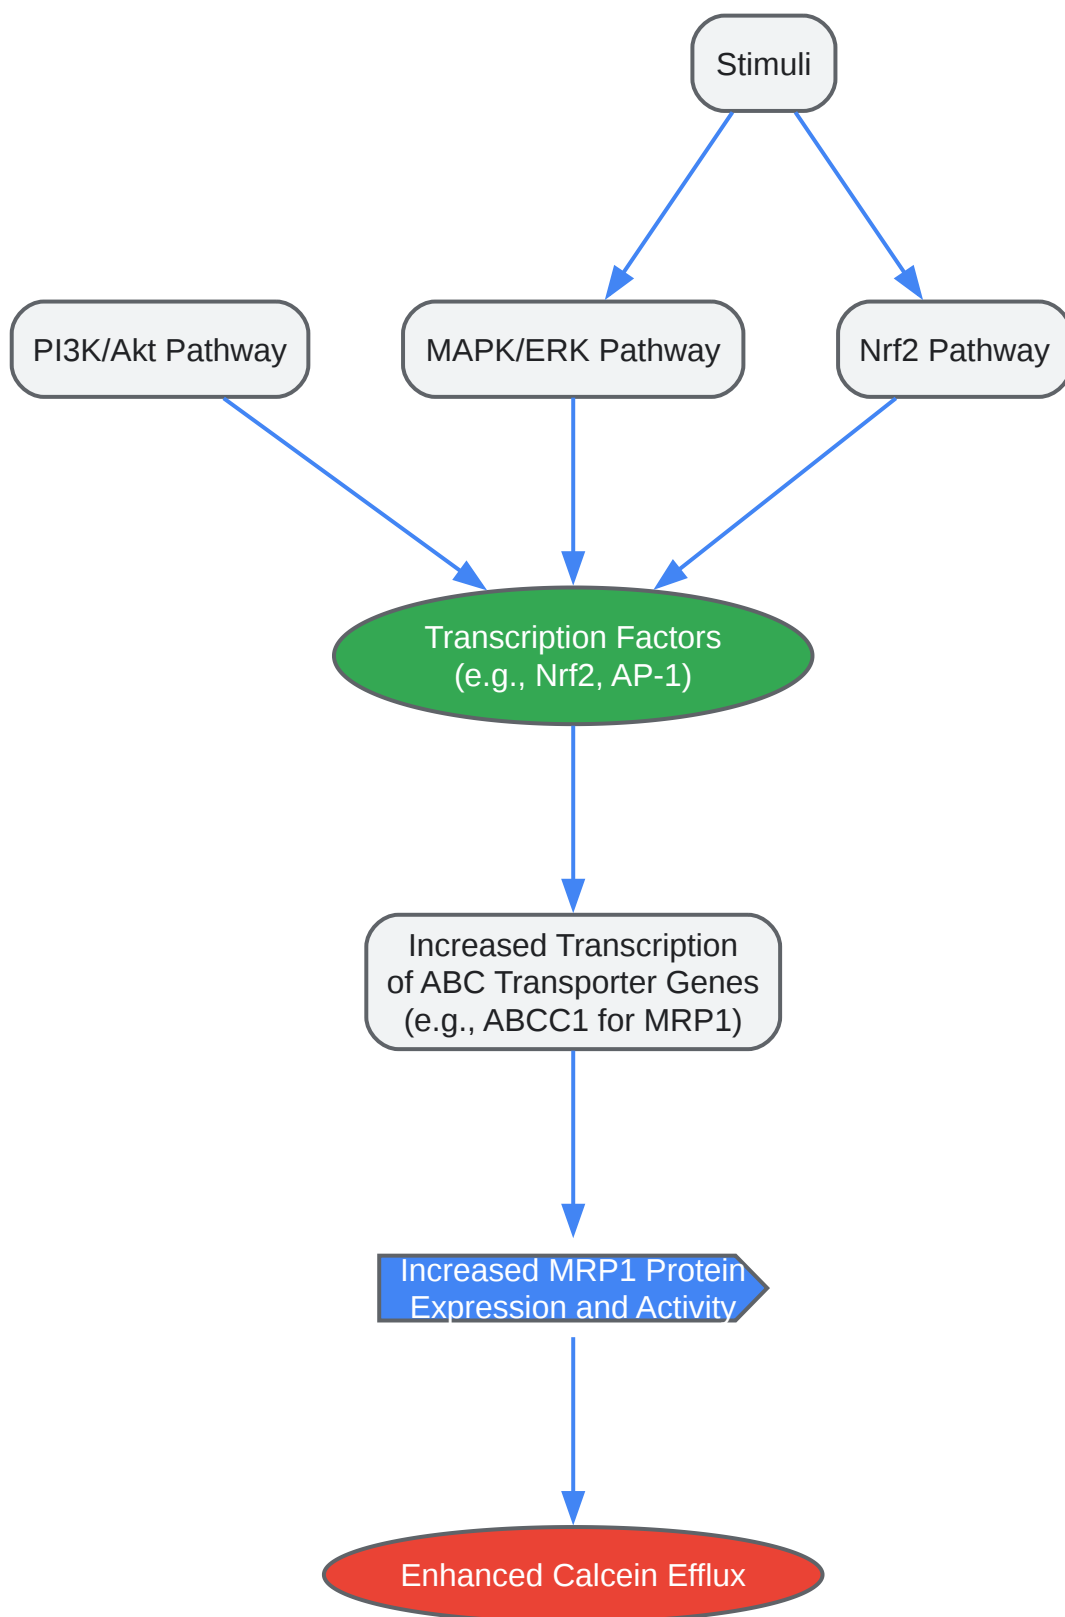 Stimuli
PI3K/Akt Pathway
MAPK/ERK Pathway
Nrf2 Pathway
Transcription Factors
(e.g., Nrf2, AP-1)
Increased Transcription
of ABC Transporter Genes
(e.g., ABCC1 for MRP1)
Increased MRP1 Protein
Expression and Activity
Enhanced Calcein Efflux